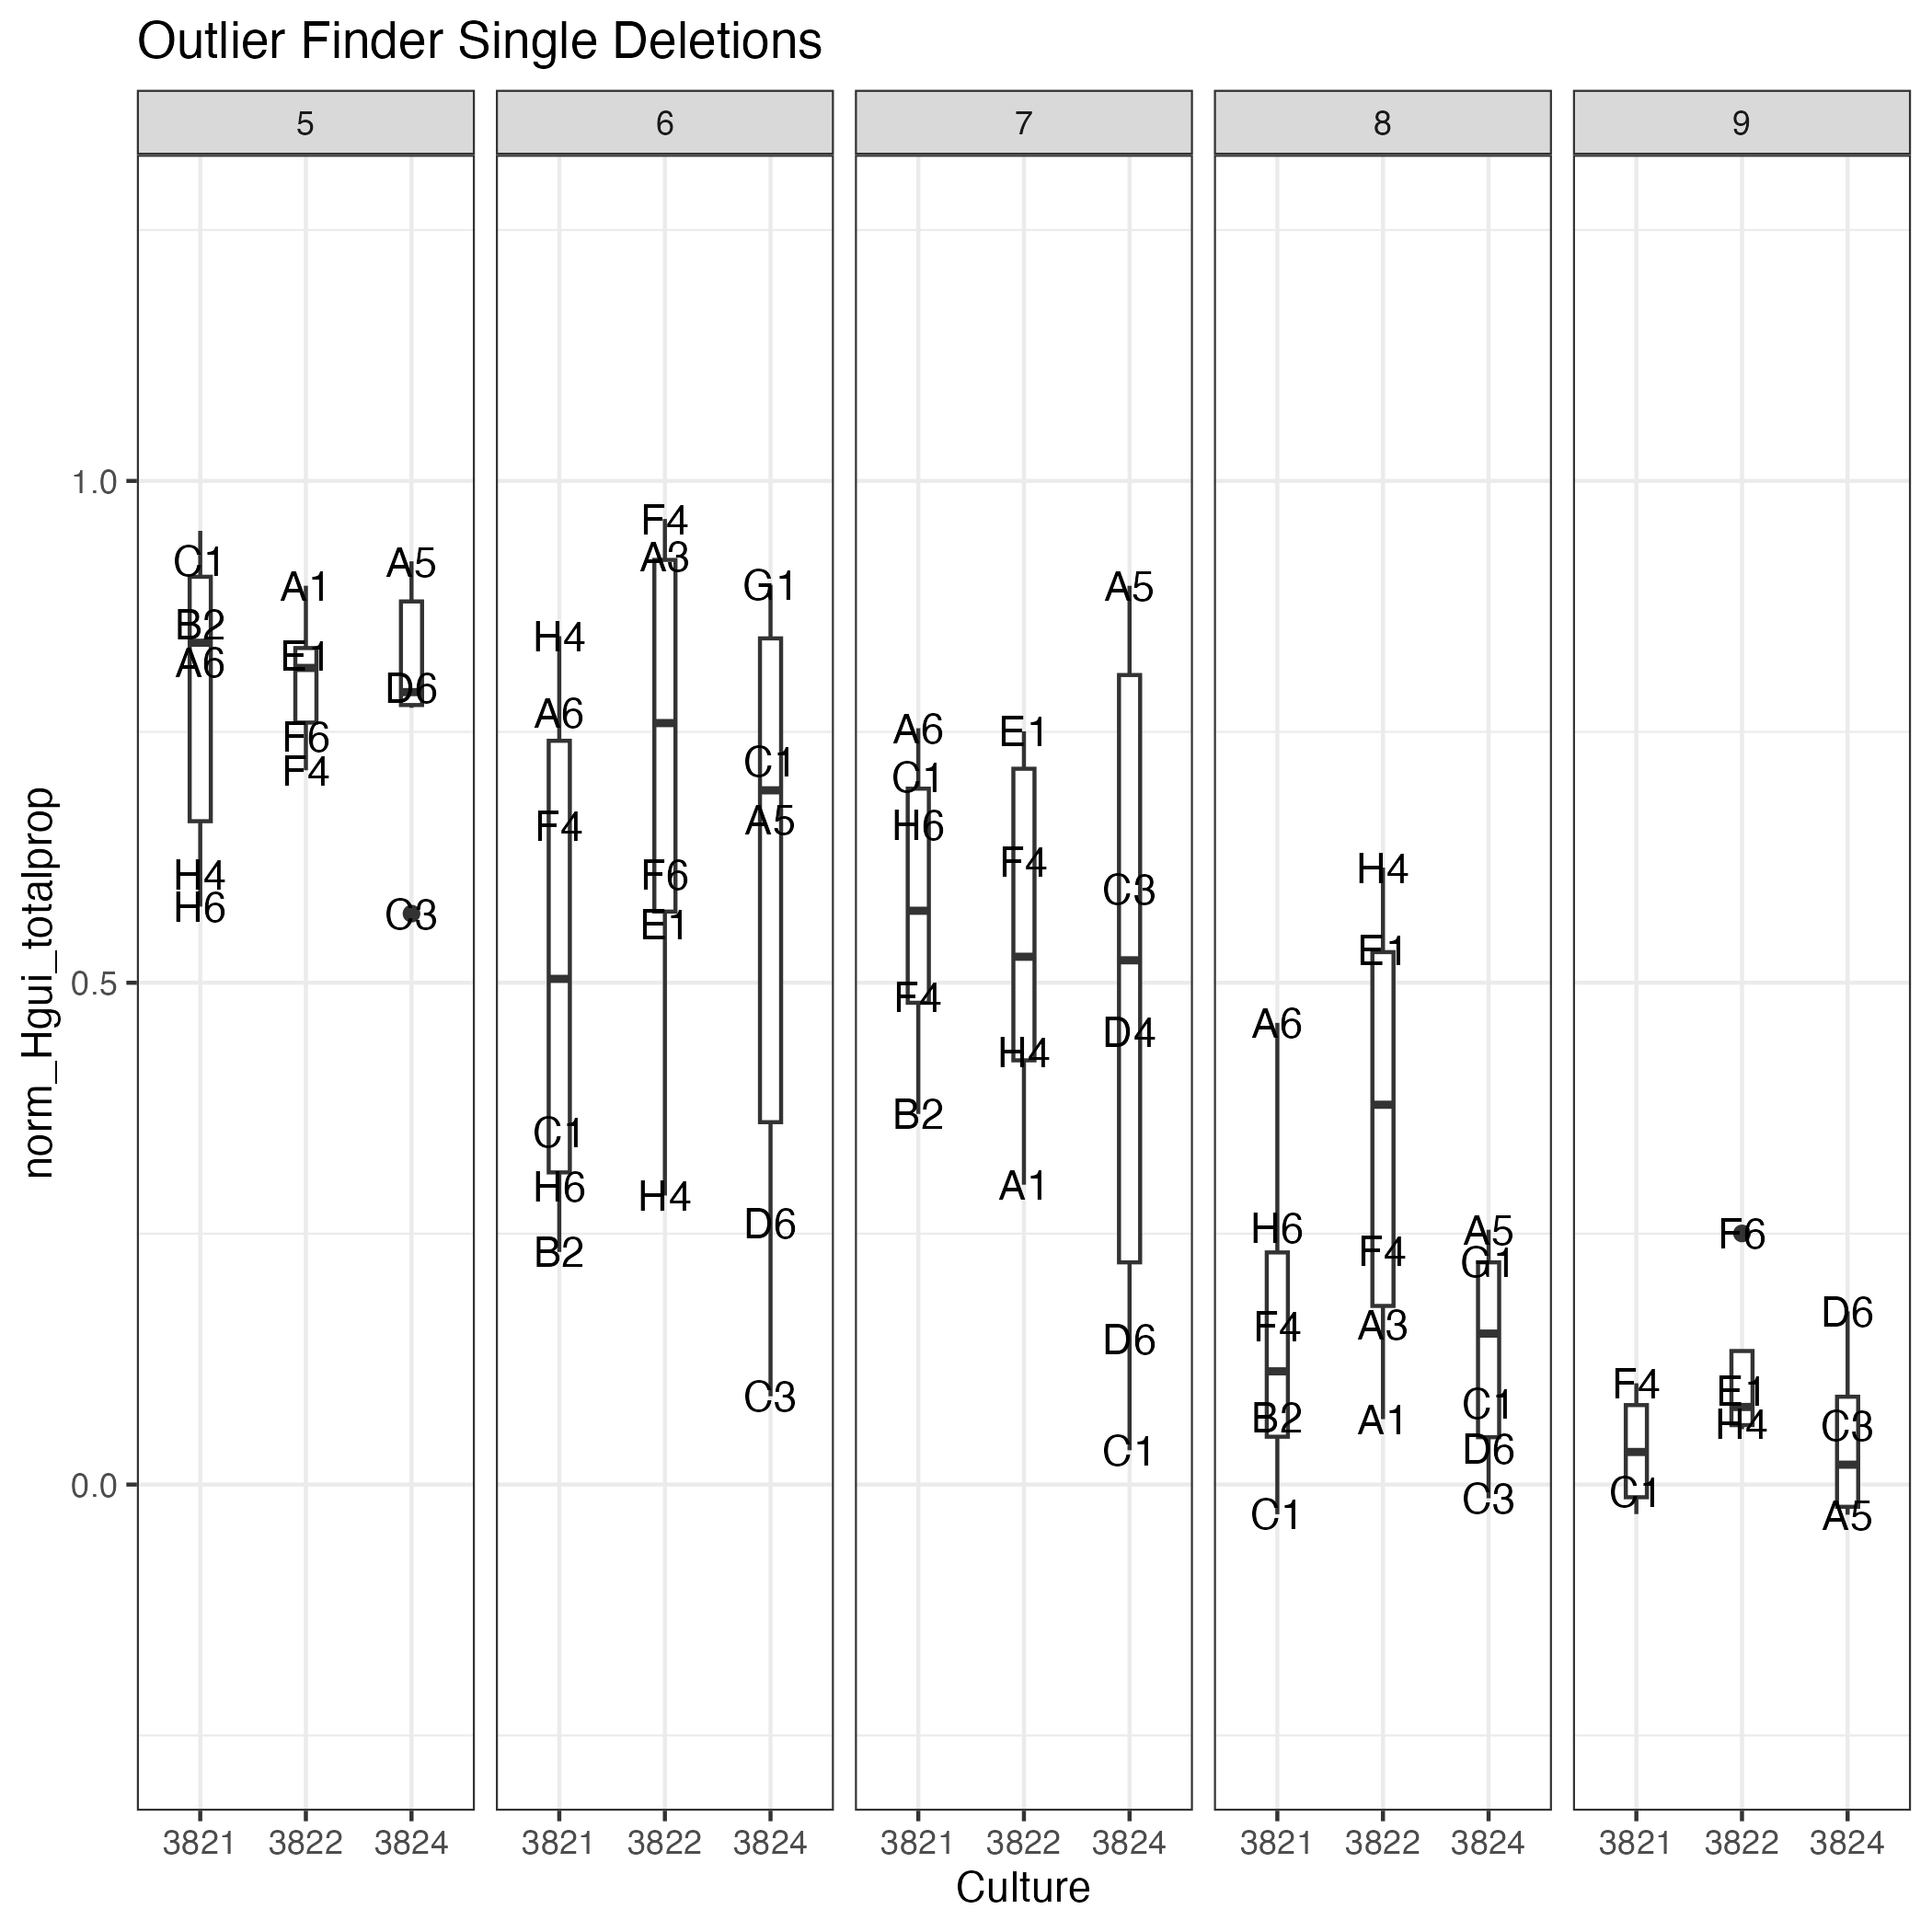 Outlier Finder Single Deletions
5 6 7 8 9
norm_Hgui_totalprop
1.0
0.5
0.0
C1 B2 A6 H4 H6
A1 E1 F6 F4
A5 D6 C3
H4 A6 F4 C1 H6 B2
F4 A3 F6 E1 H4
G1 C1 A5 D6 C3
A6 C1 H6 F4 B2
E1 F4 H4 A1
A5 C3 D4 D6 C1
A6 H6 F4 B2 C1
H4 E1 F4 A3 A1
A5 G1 C1 D6 C3
F4 C1
F6 E1 H4
D6 C3 A5
3821 3822 3824 3821 3822 3824 3821 3822 3824 3821 3822 3824 3821 3822 3824
Culture